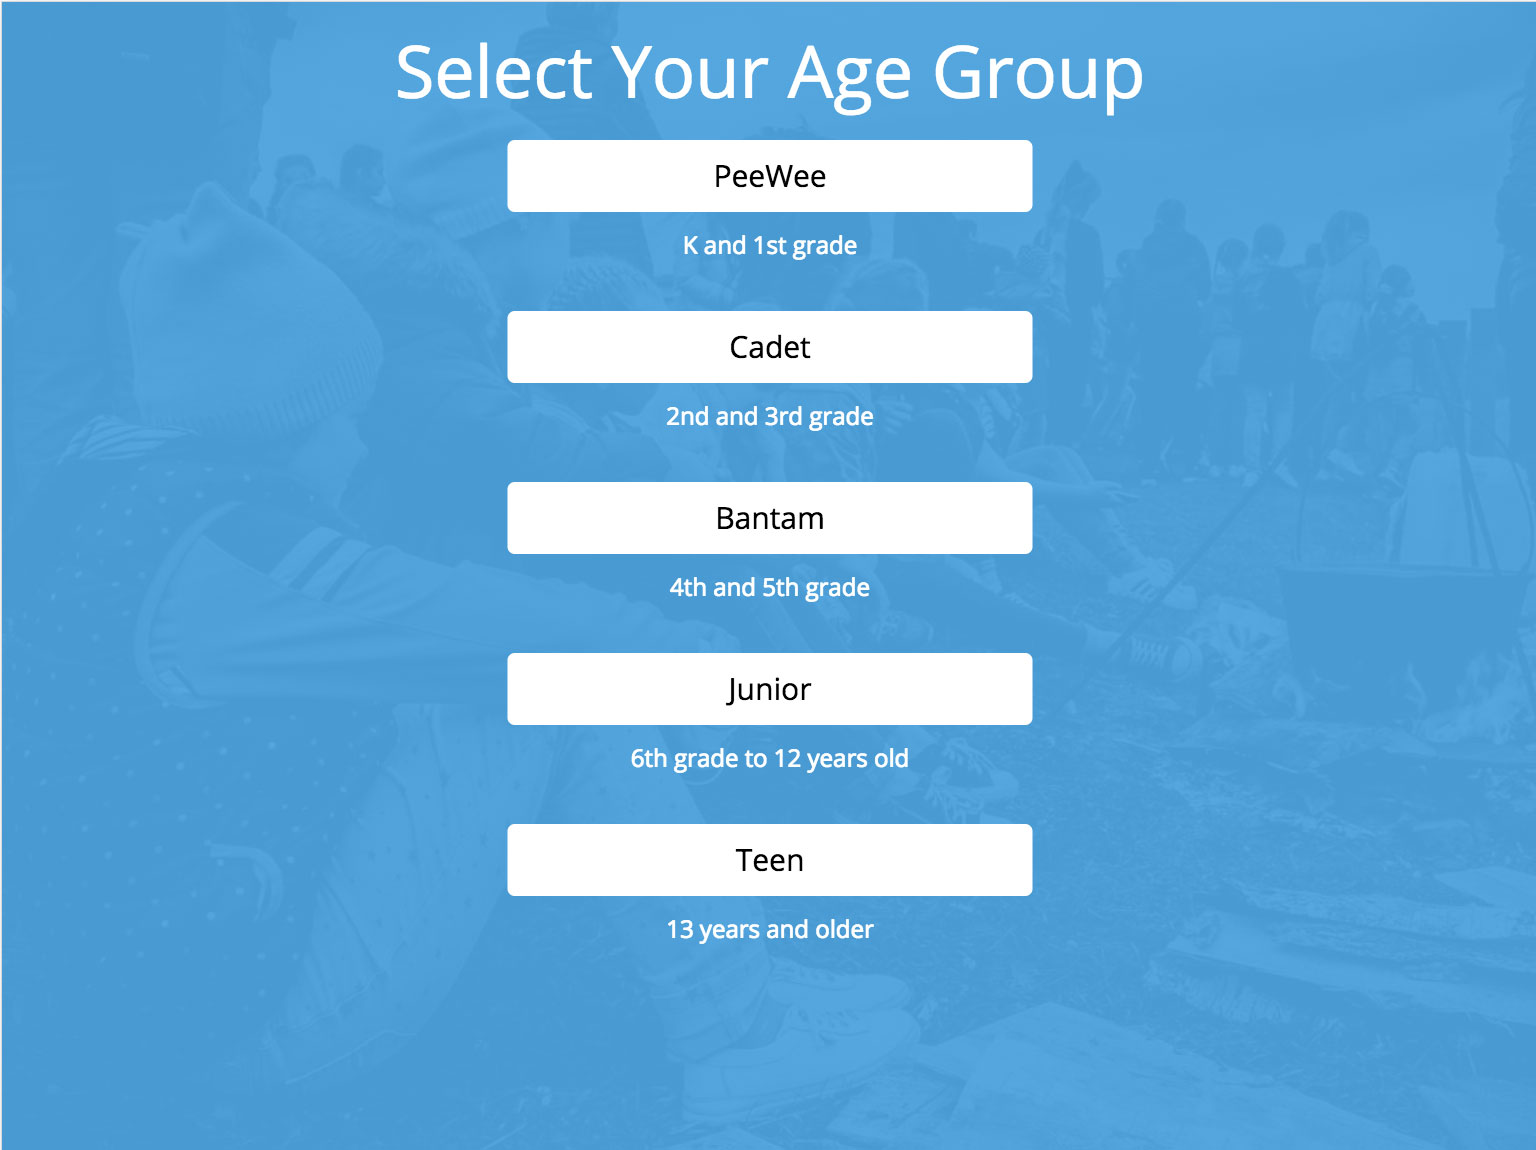 Select Your Age Group
PeeWee
K and 1st grade
Cadet
2nd and 3rd grade
Bantam
4th and 5th grade
Junior
6th grade to 12 years old
Teen
13 years and older